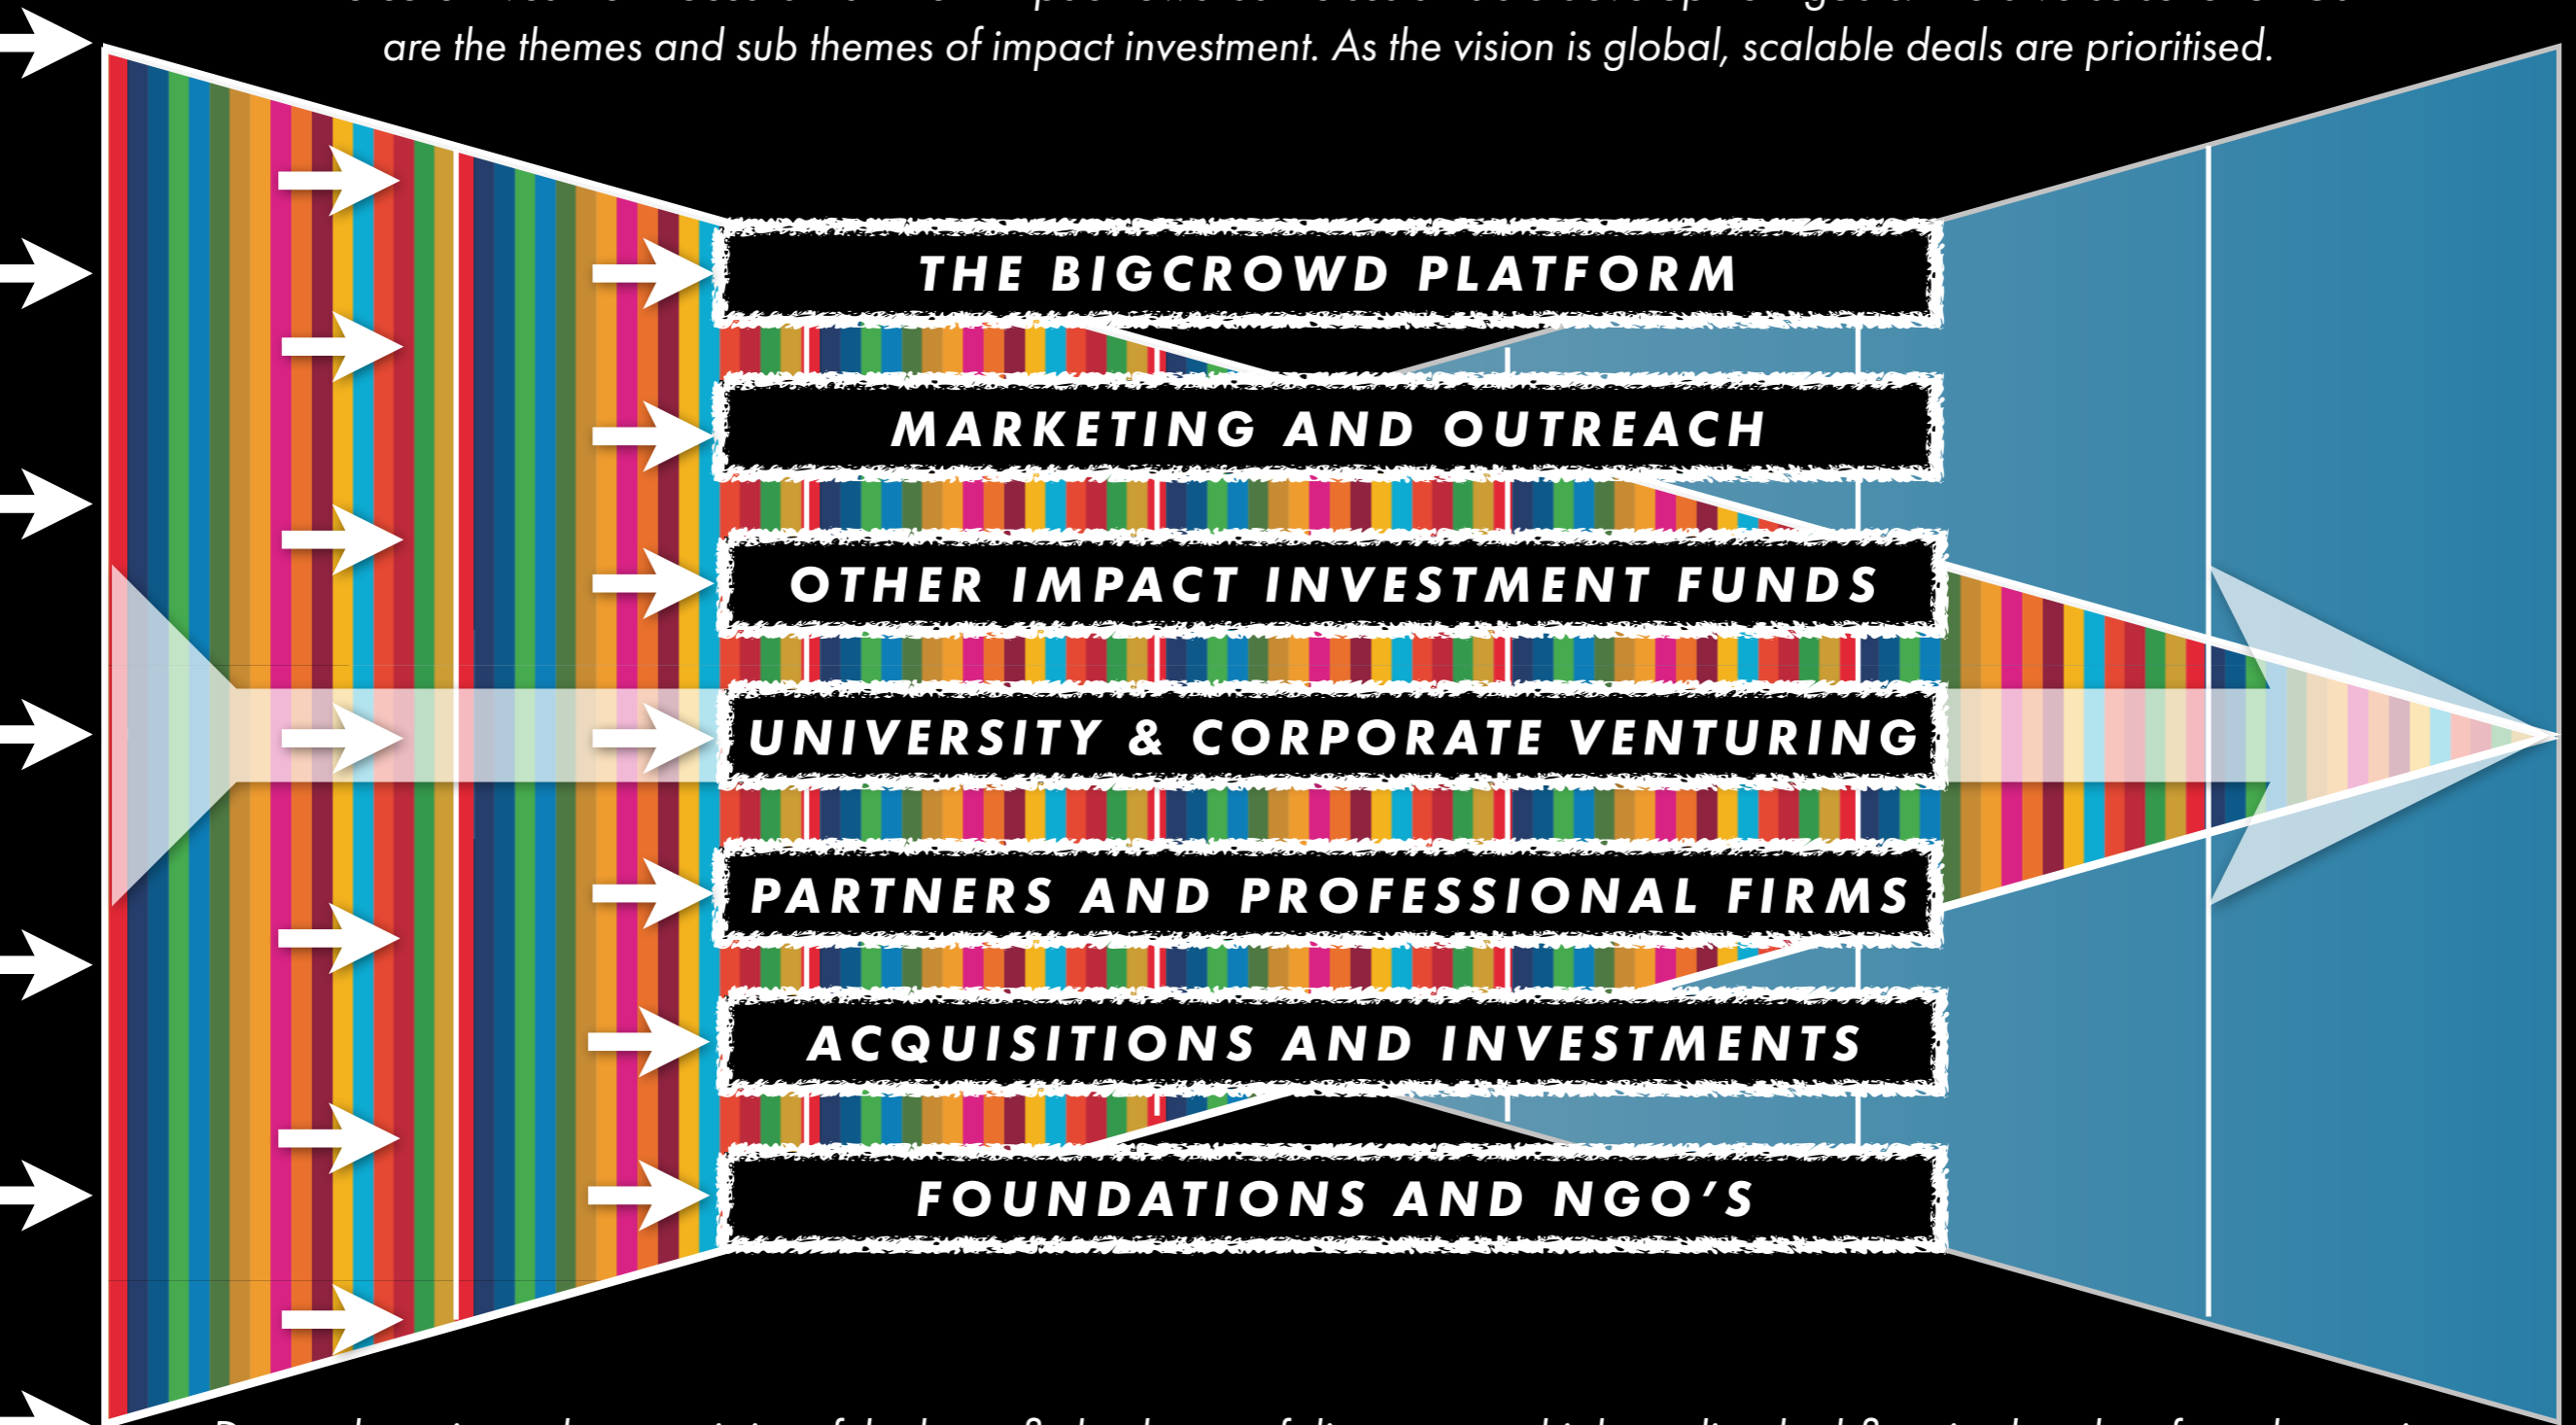 are the themes and sub themes of impact investment. As the vision is global, scalable deals are prioritised.
THE BIGCROWD PLATFORM
MARKETING AND OUTREACH
OTHER IMPACT INVESTMENT FUNDS
UNIVERSITY & CORPORATE VENTURING
PARTNERS AND PROFESSIONAL FIRMS
ACQUISITIONS AND INVESTMENTS
FOUNDATIONS AND NGO’S